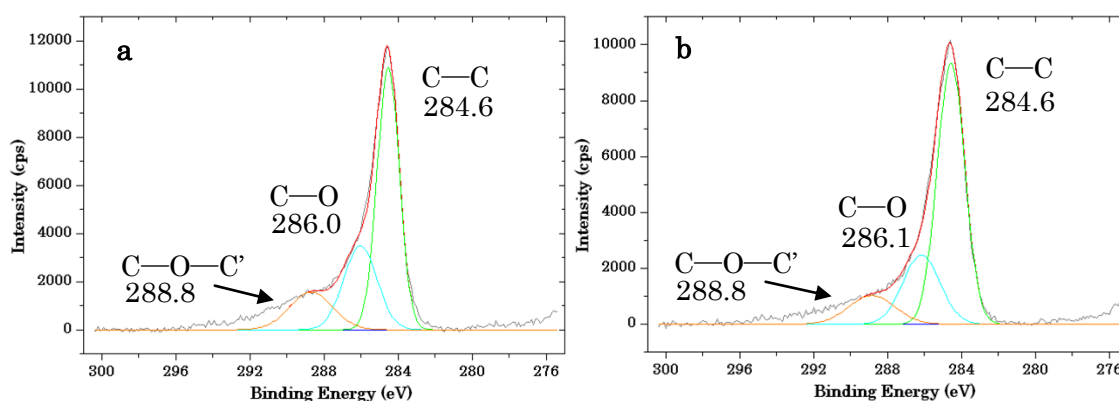 a
12000
10000
8000
6000
4000
2000
0
Intensity (cps)
C—C
284.6
C—O
286.0
C—O—C’
288.8
300 296 292 288 284 280 276
Binding Energy (eV)
b
10000
8000
6000
4000
2000
0
Intensity (cps)
C—C
284.6
C—O
286.1
C—O—C’
288.8
300 296 292 288 284 280 276
Binding Energy (eV)